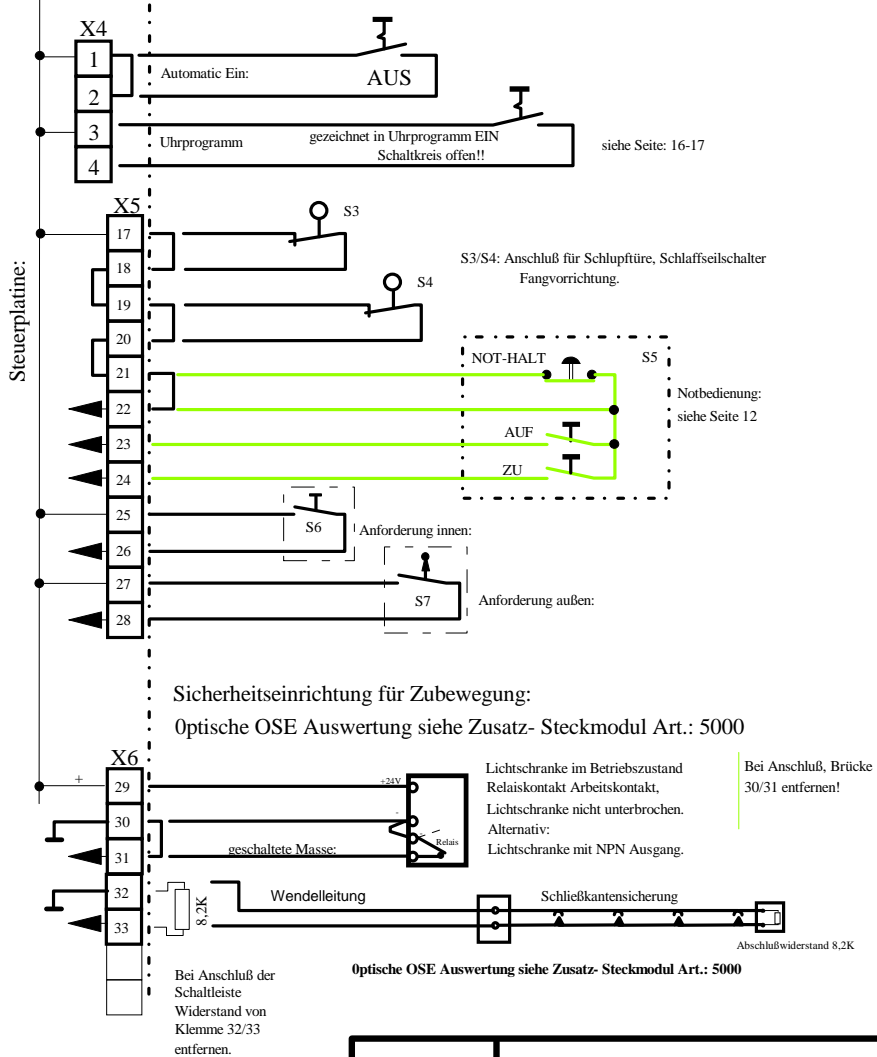 X4
1
Automatic Ein:
AUS
2
3
Uhrprogramm
gezeichnet in Uhrprogramm EIN
Schaltkreis offen!!
siehe Seite: 16-17
4
Steuerplatine:
X5
17
S3
18
S3/S4: Anschluß für Schlupftüre, Schlaffseilschalter
Fangvorrichtung.
19
S4
20
21
NOT-HALT
S5
Notbedienung:
siehe Seite 12
22
23
AUF
24
ZU
25
S6
Anforderung innen:
26
27
S7
Anforderung außen:
28
Sicherheitseinrichtung für Zubewegung:
0ptische OSE Auswertung siehe Zusatz- Steckmodul Art.: 5000
X6
+
29
+24V
Lichtschranke im Betriebszustand
Relaiskontakt Arbeitskontakt,
Lichtschranke nicht unterbrochen.
Alternativ:
Lichtschranke mit NPN Ausgang.
Bei Anschluß, Brücke
30/31 entfernen!
30
-
Relais
31
geschaltete Masse:
32
8,2K
Wendelleitung
Schließkantensicherung
33
Abschlußwiderstand 8,2K
0ptische OSE Auswertung siehe Zusatz- Steckmodul Art.: 5000
Bei Anschluß der
Schaltleiste
Widerstand von
Klemme 32/33
entfernen.